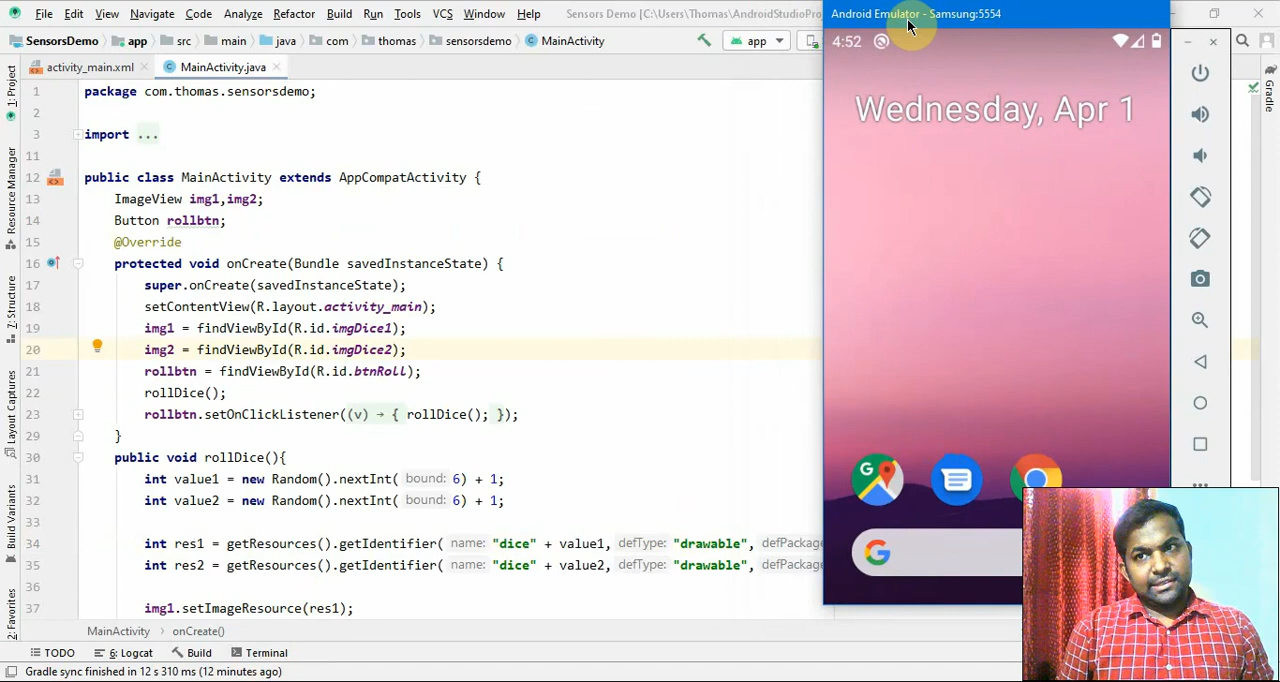 File Edit View Navigate Code Analyze Refactor Build Run Tools VCS Window Help Sensors Demo [C:\Users\Thomas\AndroidStudioPro
Android Emulator - Samsung:5554
SensorsDemo app src main java com thomas sensorsdemo MainActivity app
activity_main.xml MainActivity.java
1: Project
Resource Manager
Z: Structure
Layout Captures
Build Variants
2: Favorites
Gradle
1 package com.thomas.sensorsdemo;
2
3 import ...
11
12 public class MainActivity extends AppCompatActivity {
13 ImageView img1,img2;
14 Button rollbtn;
15 @Override
16 protected void onCreate(Bundle savedInstanceState) {
17 super.onCreate(savedInstanceState);
18 setContentView(R.layout.activity_main);
19 img1 = findViewById(R.id.imgDice1);
20 img2 = findViewById(R.id.imgDice2);
21 rollbtn = findViewById(R.id.btnRoll);
22 rollDice();
23 rollbtn.setOnClickListener((v) → { rollDice(); });
29 }
30 public void rollDice(){
31 int value1 = new Random().nextInt( bound: 6) + 1;
32 int value2 = new Random().nextInt( bound: 6) + 1;
33
34 int res1 = getResources().getIdentifier( name: "dice" + value1, defType: "drawable", defPackage
35 int res2 = getResources().getIdentifier( name: "dice" + value2, defType: "drawable", defPackage
36
37 img1.setImageResource(res1);
4:52
Wednesday, Apr 1
G
G
MainActivity onCreate()
TODO 6: Logcat Build Terminal
Gradle sync finished in 12 s 310 ms (12 minutes ago)